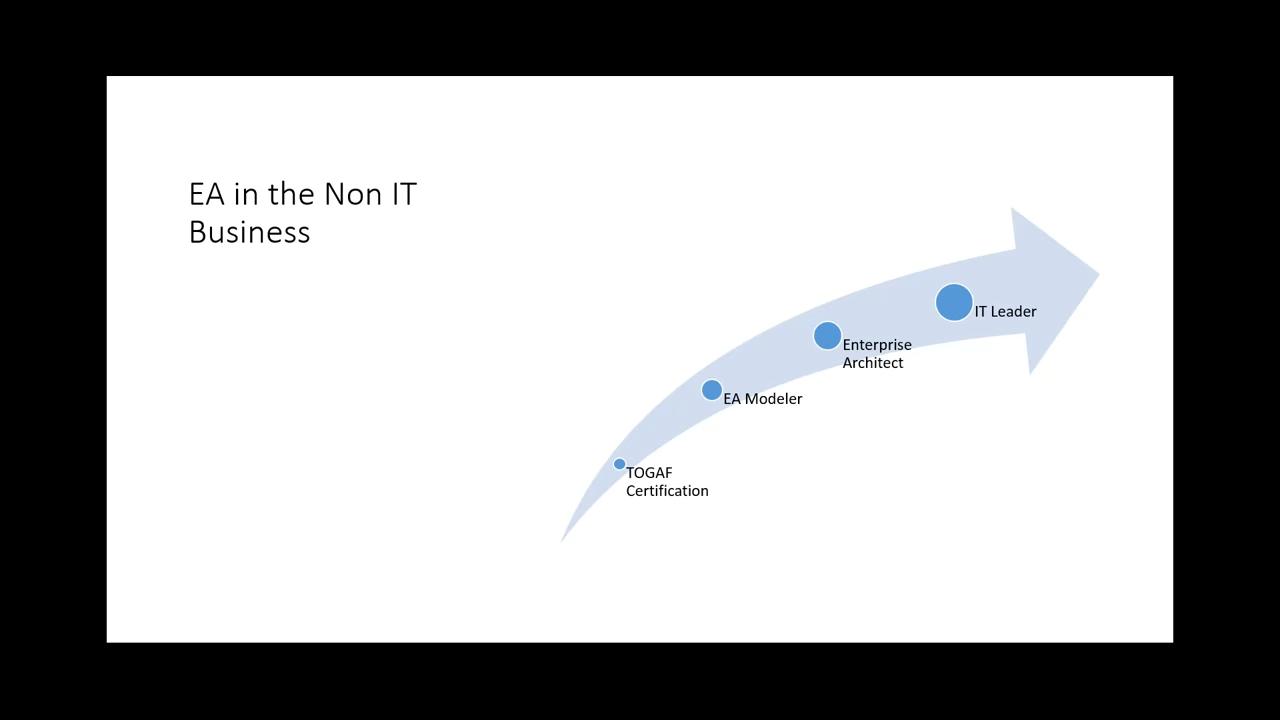 EA in the Non IT
Business
IT Leader
Enterprise
Architect
EA Modeler
TOGAF
Certification